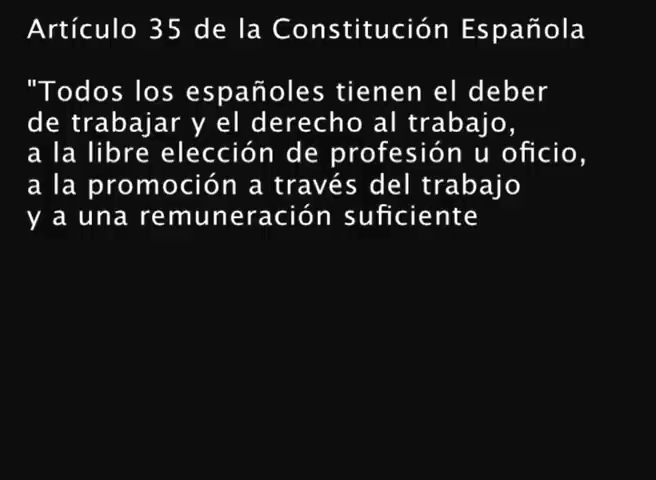 Artículo 35 de la Constitución Española
"Todos los españoles tienen el deber
de trabajar y el derecho al trabajo,
a la libre elección de profesión u oficio,
a la promoción a través del trabajo
y a una remuneración suficiente